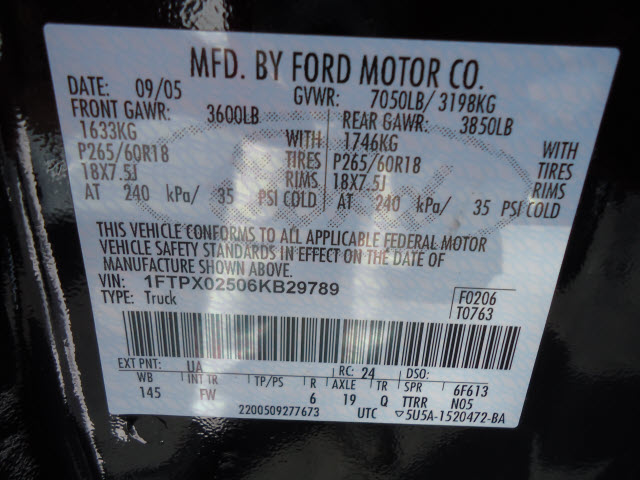 MFD. BY FORD MOTOR CO.
DATE: 09/05 GVWR: 7050LB/ 3198KG
FRONT GAWR: 3600LB REAR GAWR: 3850LB
1633KG WITH 1746KG WITH
P265/60R18 TIRES P265/60R18 TIRES
18X7.5J RIMS 18X7.5J RIMS
AT 240 kPa/ 35 PSI COLD AT 240 kPa/ 35 PSI COLD
THIS VEHICLE CONFORMS TO ALL APPLICABLE FEDERAL MOTOR
VEHICLE SAFETY STANDARDS IN EFFECT ON THE DATE OF
MANUFACTURE SHOWN ABOVE.
VIN: 1FTPX02506KB29789 F0206
TYPE: Truck T0763
EXT PNT: UA RC: 24 DSO:
WB INT TR TP/PS R AXLE TR SPR 6F613
145 FW 6 19 Q TTRR N05
2200509277673 UTC ▽5U5A-1520472-BA